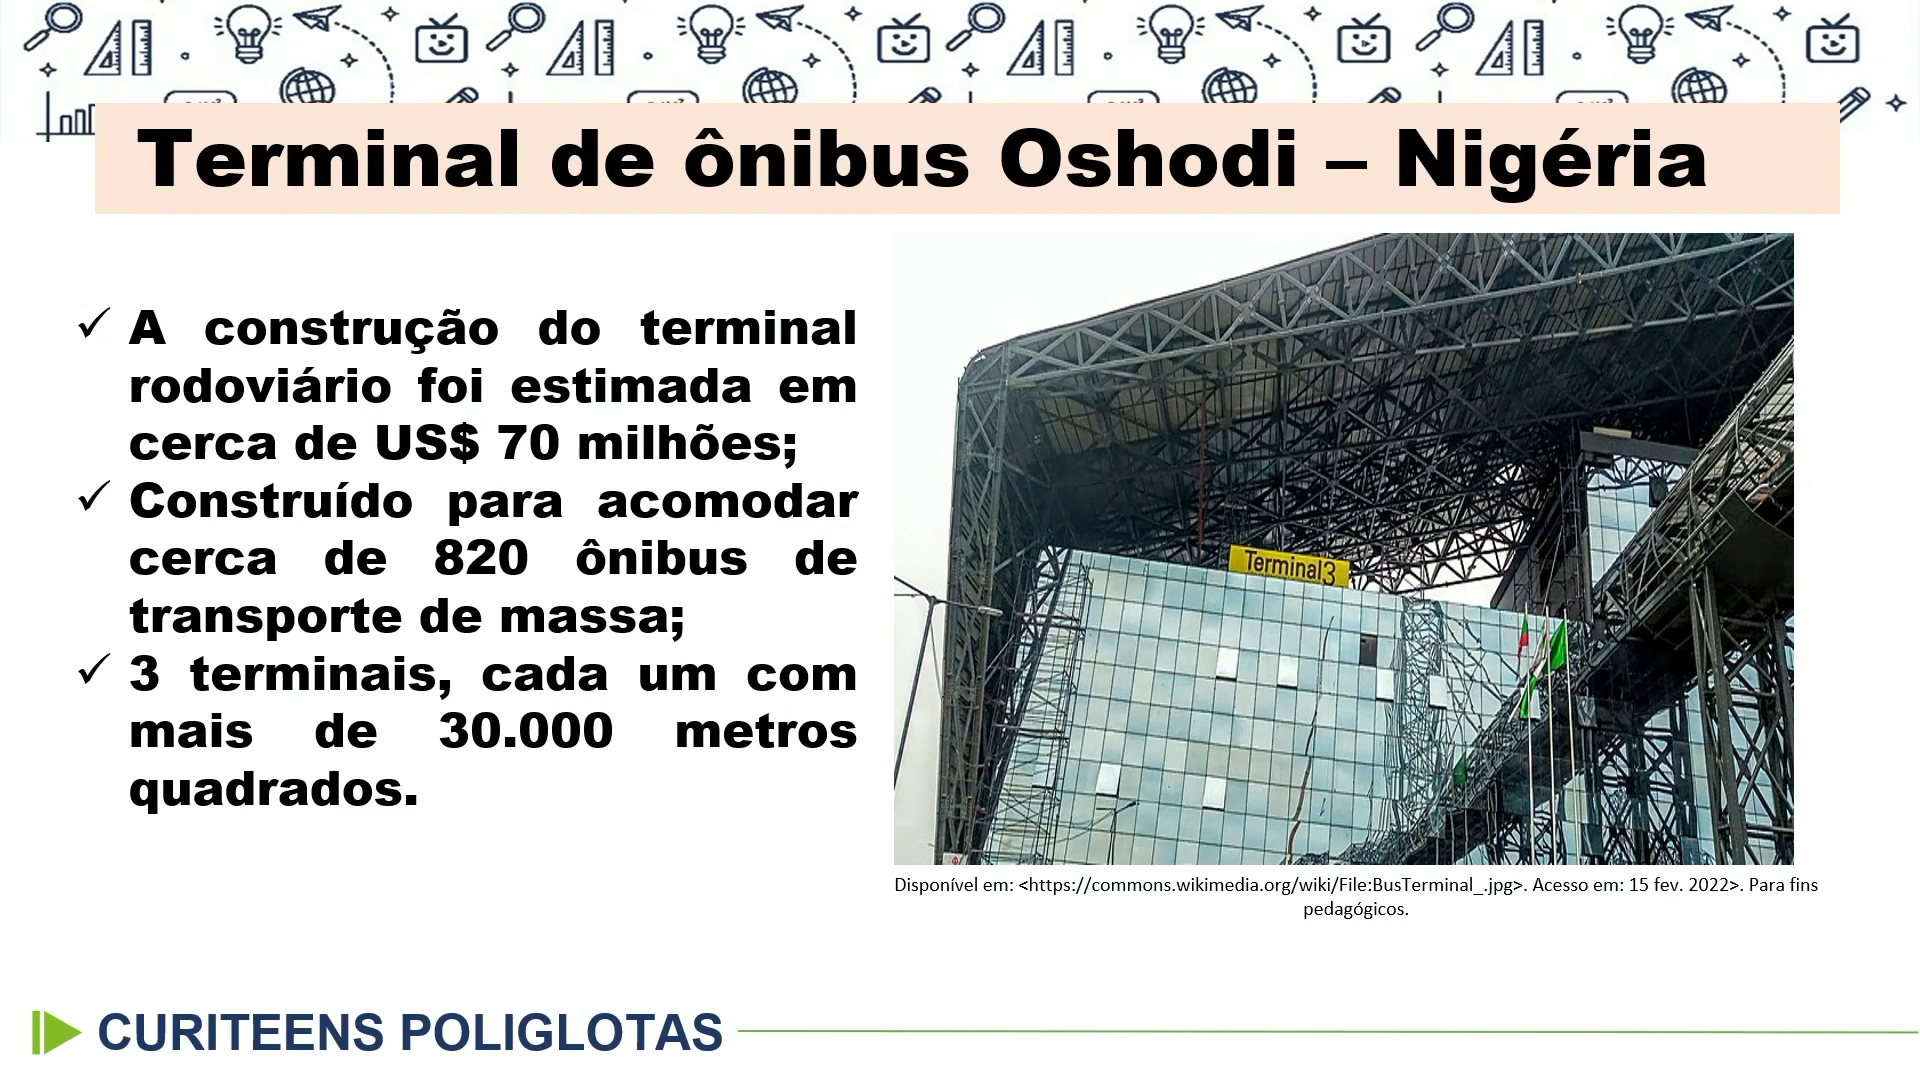 Terminal de ônibus Oshodi – Nigéria
✓ A construção do terminal
rodoviário foi estimada em
cerca de US$ 70 milhões;
✓ Construído para acomodar
cerca de 820 ônibus de
transporte de massa;
✓ 3 terminais, cada um com
mais de 30.000 metros
quadrados.
Terminal3
Disponível em: <https://commons.wikimedia.org/wiki/File:BusTerminal_.jpg>. Acesso em: 15 fev. 2022>. Para fins
pedagógicos.
CURITEENS POLIGLOTAS